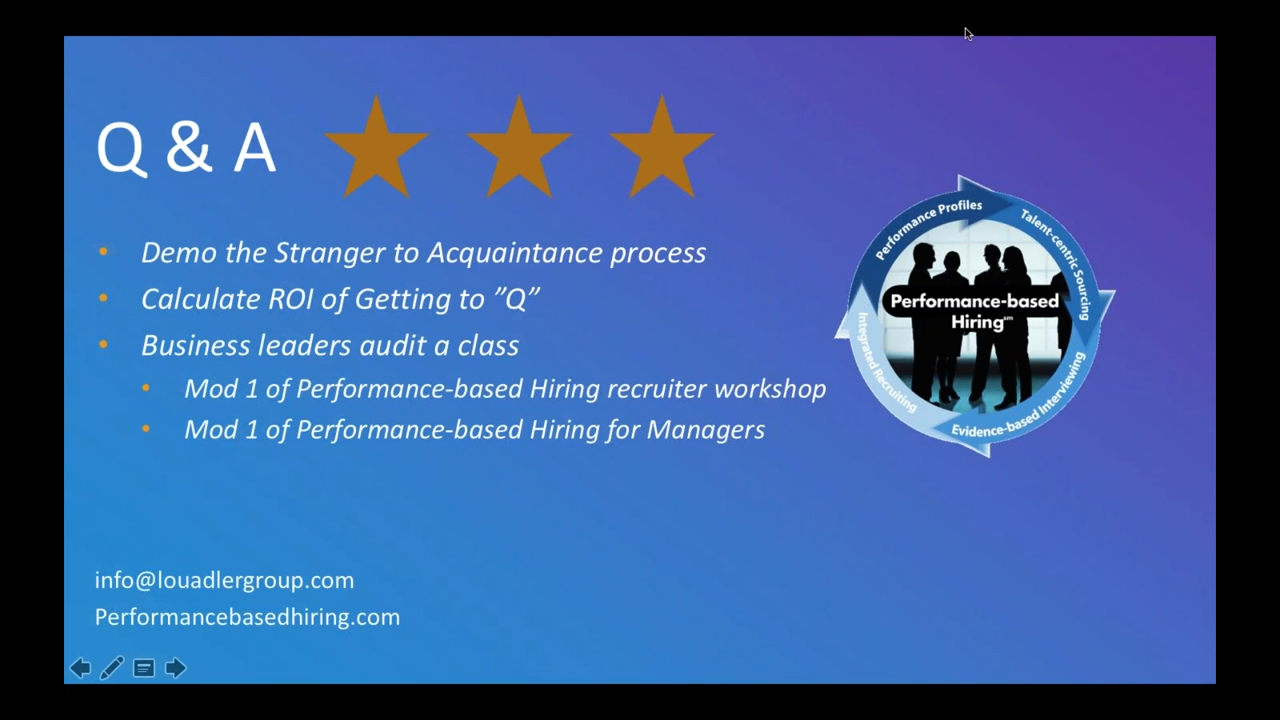 Q & A
Demo the Stranger to Acquaintance process
Calculate ROI of Getting to ”Q”
Business leaders audit a class
Mod 1 of Performance-based Hiring recruiter workshop
Mod 1 of Performance-based Hiring for Managers
Performance Profiles
Talent-centric Sourcing
Evidence-based Interviewing
Integrated Recruiting
Performance-based
Hiring℠
info@louadlergroup.com
Performancebasedhiring.com